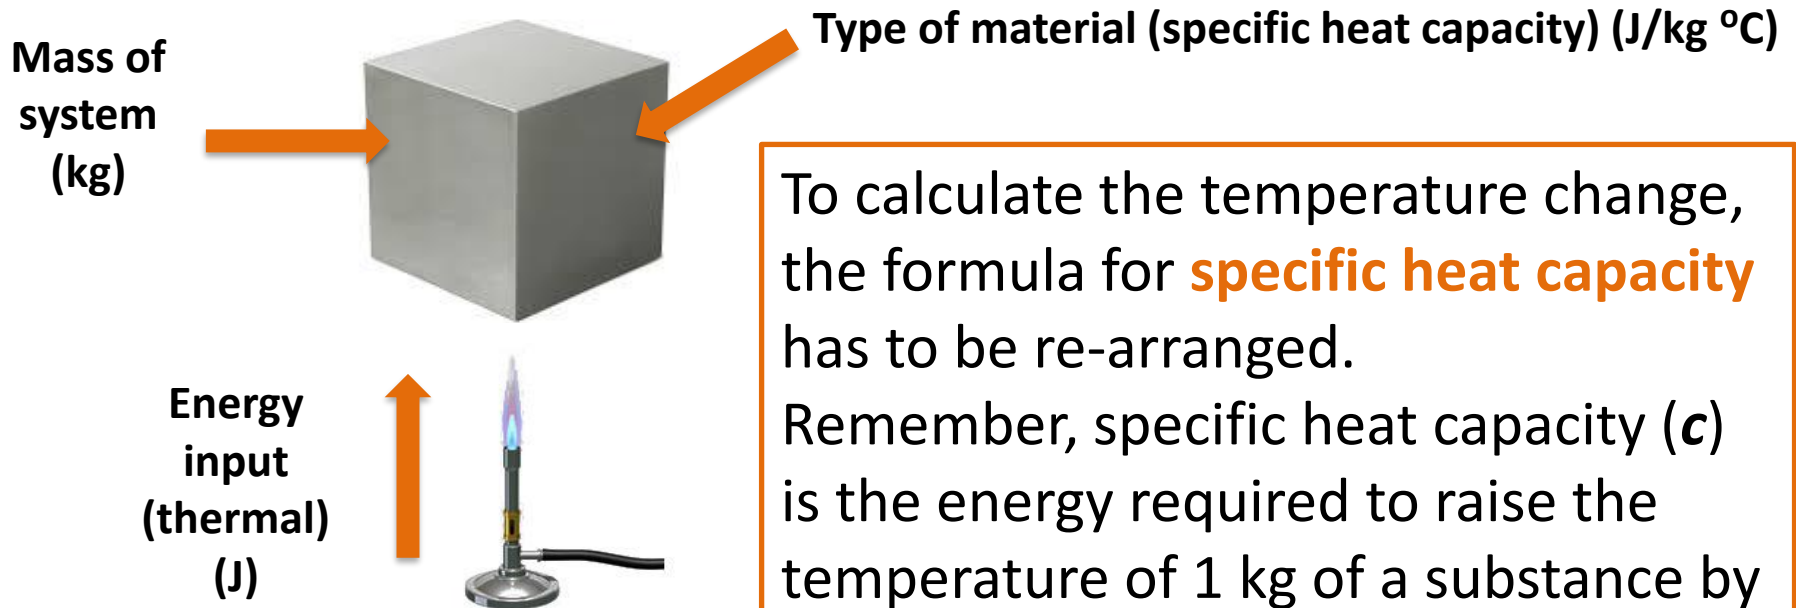 Mass of
system
(kg)
Type of material (specific heat capacity) (J/kg ºC)
Energy
input
(thermal)
(J)
To calculate the temperature change,
the formula for specific heat capacity
has to be re-arranged.
Remember, specific heat capacity (c)
is the energy required to raise the
temperature of 1 kg of a substance by